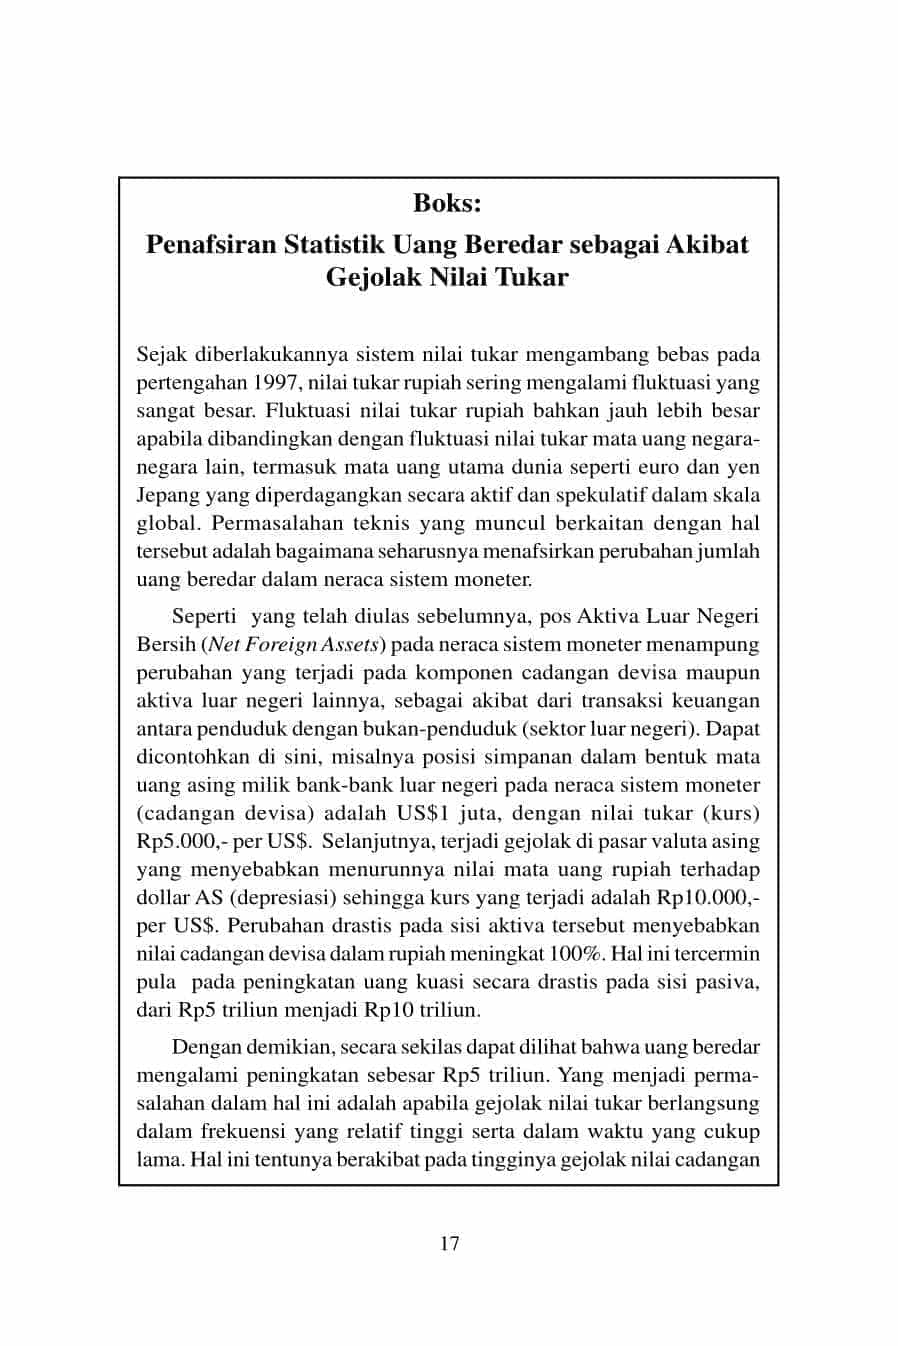 Boks:
Penafsiran Statistik Uang Beredar sebagai Akibat
Gejolak Nilai Tukar
Sejak diberlakukannya sistem nilai tukar mengambang bebas pada
pertengahan 1997, nilai tukar rupiah sering mengalami fluktuasi yang
sangat besar. Fluktuasi nilai tukar rupiah bahkan jauh lebih besar
apabila dibandingkan dengan fluktuasi nilai tukar mata uang negara-
negara lain, termasuk mata uang utama dunia seperti euro dan yen
Jepang yang diperdagangkan secara aktif dan spekulatif dalam skala
global. Permasalahan teknis yang muncul berkaitan dengan hal
tersebut adalah bagaimana seharusnya menafsirkan perubahan jumlah
uang beredar dalam neraca sistem moneter.
Seperti yang telah diulas sebelumnya, pos Aktiva Luar Negeri
Bersih (Net Foreign Assets) pada neraca sistem moneter menampung
perubahan yang terjadi pada komponen cadangan devisa maupun
aktiva luar negeri lainnya, sebagai akibat dari transaksi keuangan
antara penduduk dengan bukan-penduduk (sektor luar negeri). Dapat
dicontohkan di sini, misalnya posisi simpanan dalam bentuk mata
uang asing milik bank-bank luar negeri pada neraca sistem moneter
(cadangan devisa) adalah US$1 juta, dengan nilai tukar (kurs)
Rp5.000,- per US$. Selanjutnya, terjadi gejolak di pasar valuta asing
yang menyebabkan menurunnya nilai mata uang rupiah terhadap
dollar AS (depresiasi) sehingga kurs yang terjadi adalah Rp10.000,-
per US$. Perubahan drastis pada sisi aktiva tersebut menyebabkan
nilai cadangan devisa dalam rupiah meningkat 100%. Hal ini tercermin
pula pada peningkatan uang kuasi secara drastis pada sisi pasiva,
dari Rp5 triliun menjadi Rp10 triliun.
Dengan demikian, secara sekilas dapat dilihat bahwa uang beredar
mengalami peningkatan sebesar Rp5 triliun. Yang menjadi perma-
salahan dalam hal ini adalah apabila gejolak nilai tukar berlangsung
dalam frekuensi yang relatif tinggi serta dalam waktu yang cukup
lama. Hal ini tentunya berakibat pada tingginya gejolak nilai cadangan
17